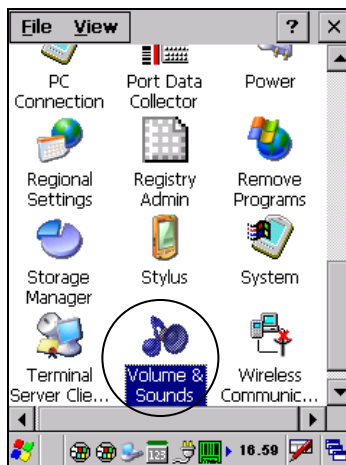 File View ? ×
PC Connection
Port Data Collector
Power
Regional Settings
Registry Admin
Remove Programs
Storage Manager
Stylus
System
Terminal Server Clie...
Volume & Sounds
Wireless Communic...
123 16.59